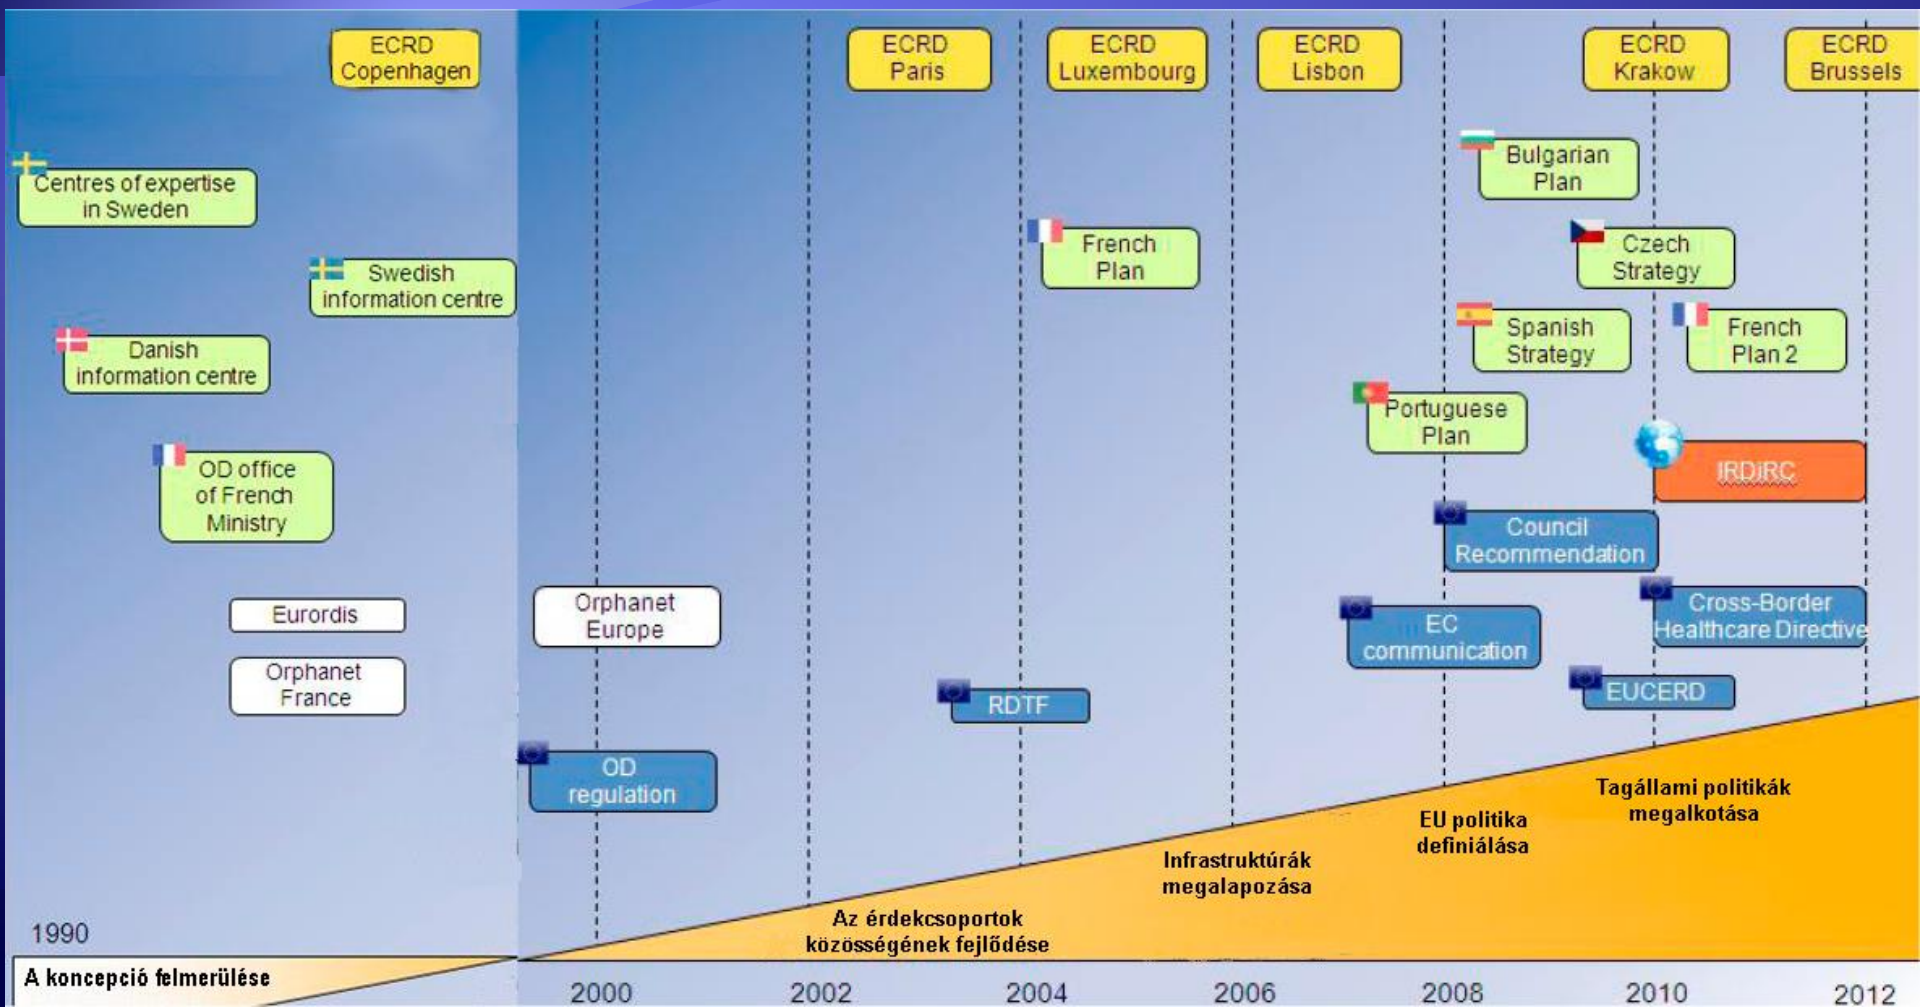 ECRD
Copenhagen
ECRD
Paris
ECRD
Luxembourg
ECRD
Lisbon
ECRD
Krakow
ECRD
Brussels
Centres of expertise
in Sweden
Swedish
information centre
Danish
information centre
OD office
of French
Ministry
Eurordis
Orphanet
France
Orphanet
Europe
OD
regulation
RDTF
French
Plan
Bulgarian
Plan
Czech
Strategy
Spanish
Strategy
French
Plan 2
Portuguese
Plan
IRDiRC
Council
Recommendation
EC
communication
Cross-Border
Healthcare Directive
EUCERD
Tagállami politikák
megalkotása
EU politika
definiálása
Infrastruktúrák
megalapozása
Az érdekcsoportok
közösségének fejlődése
1990
A koncepció felmerülése
2000
2002
2004
2006
2008
2010
2012